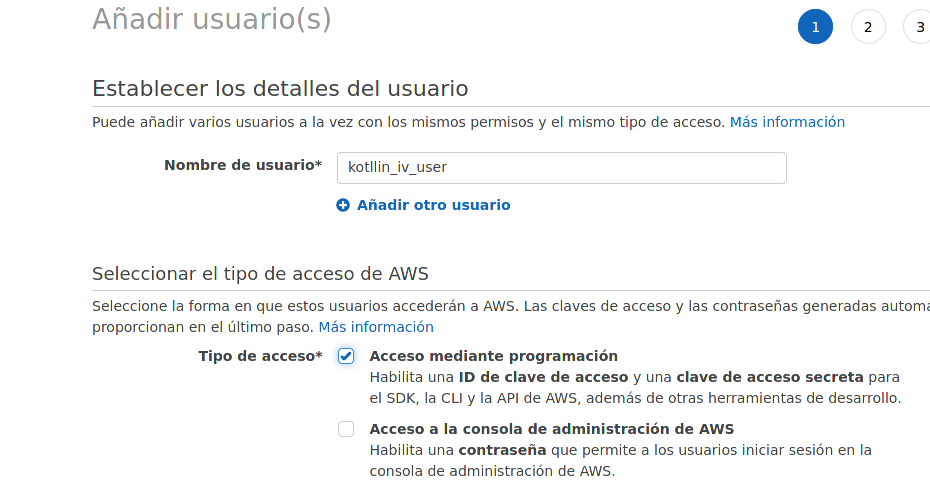 Añadir usuario(s)
1 2 3
Establecer los detalles del usuario
Puede añadir varios usuarios a la vez con los mismos permisos y el mismo tipo de acceso. Más información
Nombre de usuario* kotllin_iv_user
Añadir otro usuario
Seleccionar el tipo de acceso de AWS
Seleccione la forma en que estos usuarios accederán a AWS. Las claves de acceso y las contraseñas generadas automá
proporcionan en el último paso. Más información
Tipo de acceso* Acceso mediante programación
Habilita una ID de clave de acceso y una clave de acceso secreta para
el SDK, la CLI y la API de AWS, además de otras herramientas de desarrollo.
Acceso a la consola de administración de AWS
Habilita una contraseña que permite a los usuarios iniciar sesión en la
consola de administración de AWS.